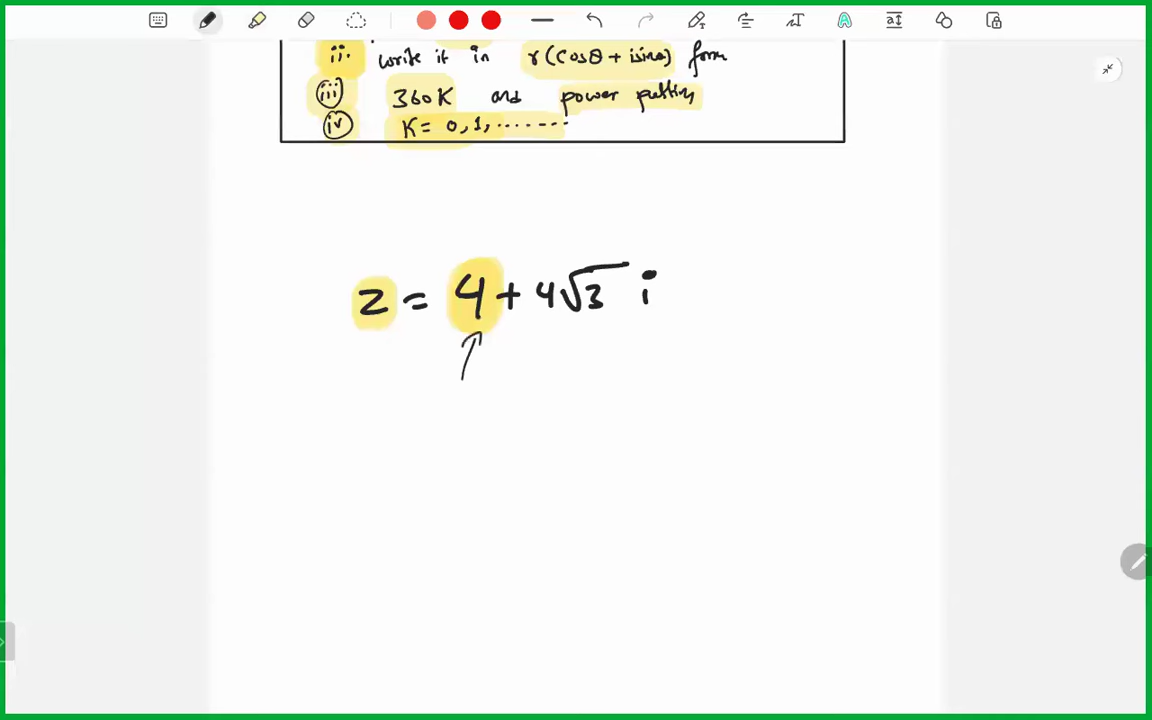 ii. write it in r(cosθ + isinθ) form
iii 360K and power putting
iv K = 0, 1, .......
z = 4 + 4√3 i